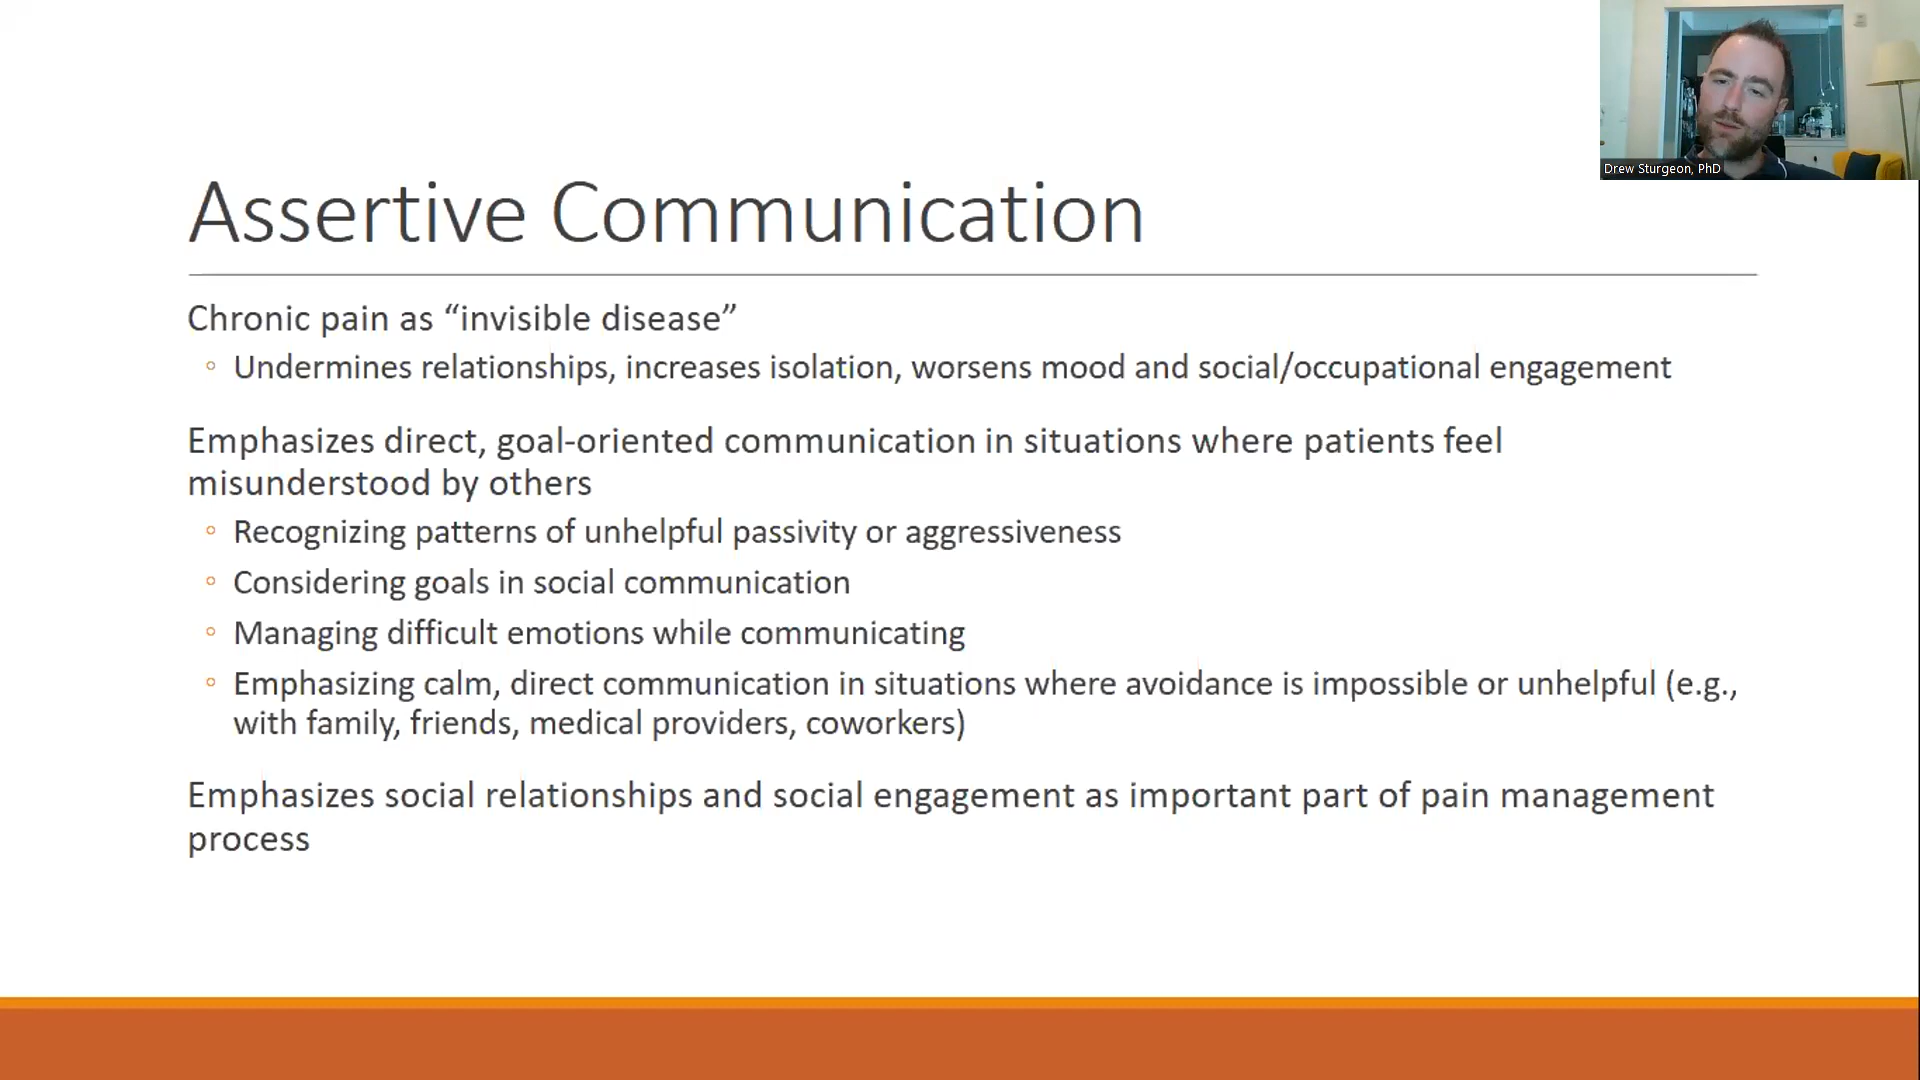 Drew Sturgeon, PhD
Assertive Communication
Chronic pain as “invisible disease”
◦ Undermines relationships, increases isolation, worsens mood and social/occupational engagement
Emphasizes direct, goal-oriented communication in situations where patients feel
misunderstood by others
◦ Recognizing patterns of unhelpful passivity or aggressiveness
◦ Considering goals in social communication
◦ Managing difficult emotions while communicating
◦ Emphasizing calm, direct communication in situations where avoidance is impossible or unhelpful (e.g.,
with family, friends, medical providers, coworkers)
Emphasizes social relationships and social engagement as important part of pain management
process